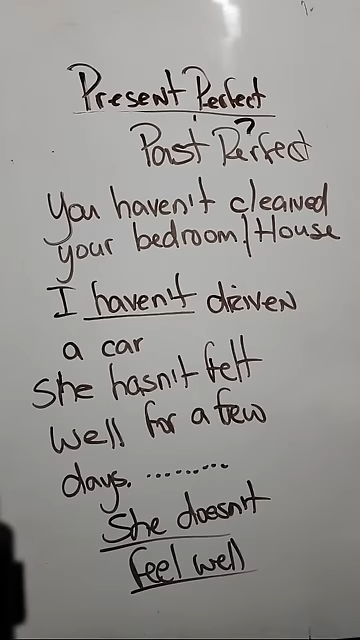 Present Perfect
?
Past Perfect
You haven't cleaned
your bedroom/House
I haven't driven
a car
She hasn't felt
well for a few
days. .........
She doesn't
feel well